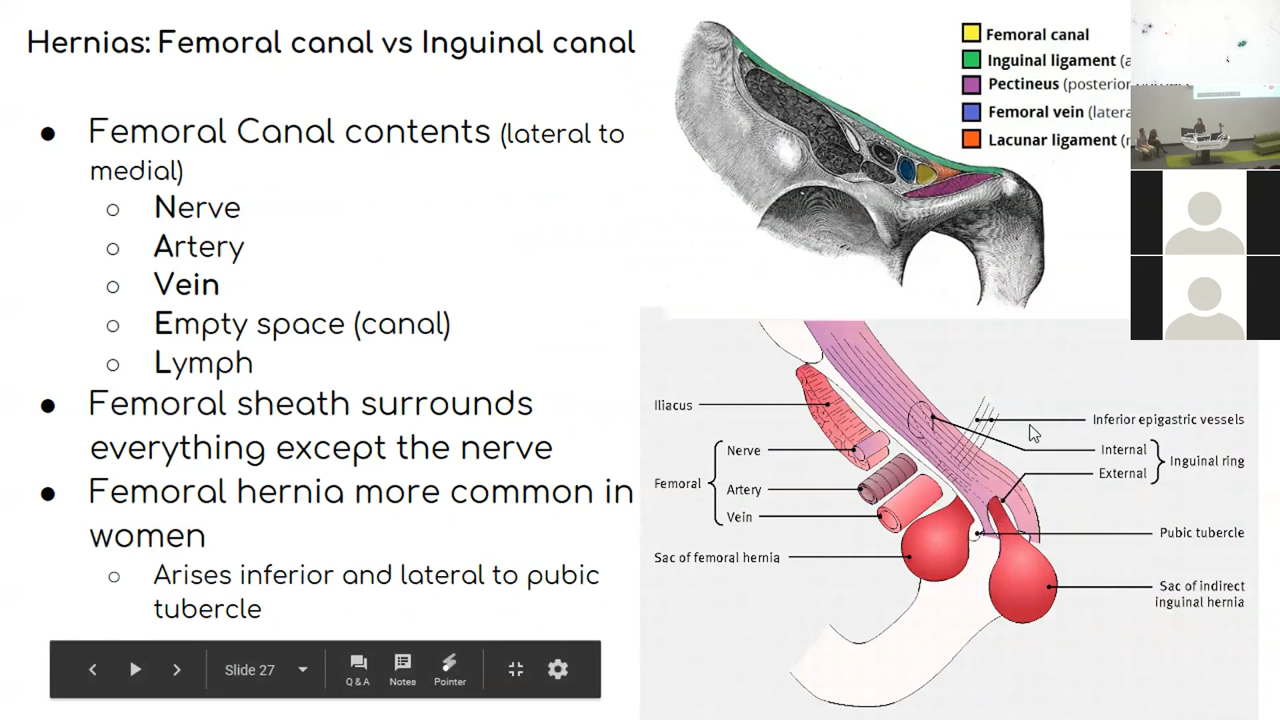 Hernias: Femoral canal vs Inguinal canal
● Femoral Canal contents (lateral to
medial)
○ Nerve
○ Artery
○ Vein
○ Empty space (canal)
○ Lymph
● Femoral sheath surrounds
everything except the nerve
● Femoral hernia more common in
women
○ Arises inferior and lateral to pubic
tubercle
Slide 27
Q & A
Notes
Pointer
Femoral canal
Inguinal ligament (a
Pectineus (posterior
Femoral vein (latera
Lacunar ligament (
Iliacus
Femoral
Nerve
Artery
Vein
Sac of femoral hernia
Inferior epigastric vessels
Internal
External
Inguinal ring
Pubic tubercle
Sac of indirect
inguinal hernia